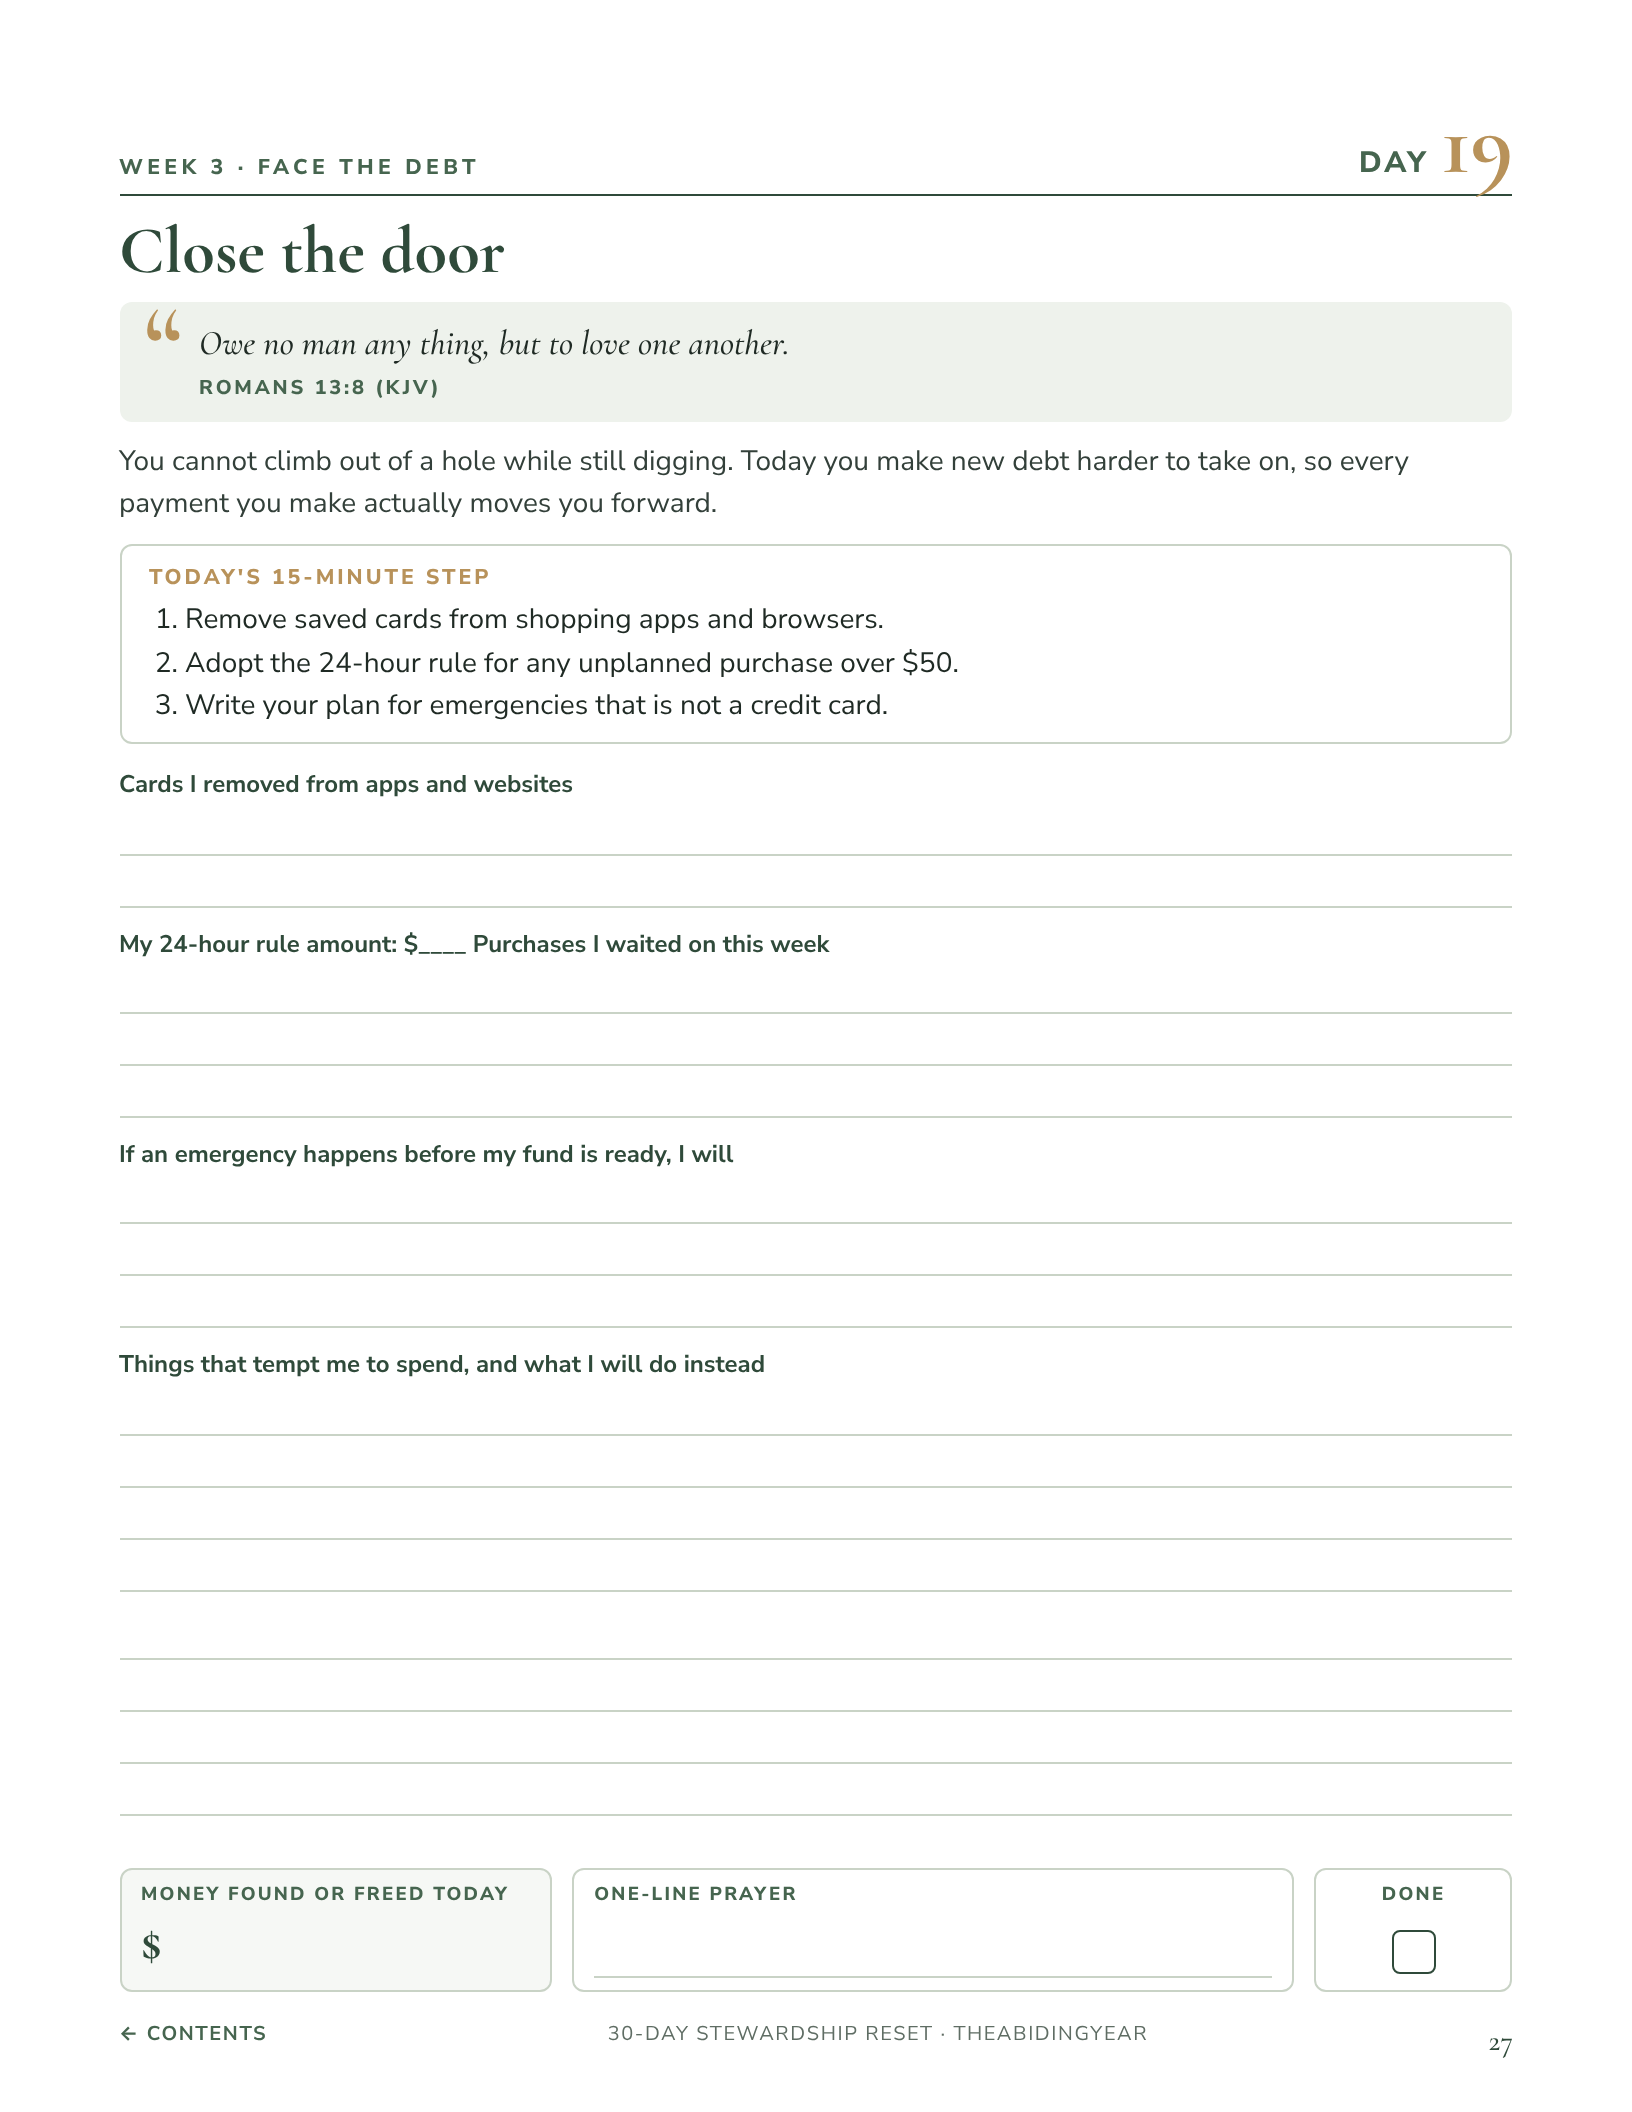 WEEK 3 · FACE THE DEBT
DAY 19
Close the door
“ Owe no man any thing, but to love one another.
ROMANS 13:8 (KJV)
You cannot climb out of a hole while still digging. Today you make new debt harder to take on, so every
payment you make actually moves you forward.
TODAY'S 15-MINUTE STEP
1. Remove saved cards from shopping apps and browsers.
2. Adopt the 24-hour rule for any unplanned purchase over $50.
3. Write your plan for emergencies that is not a credit card.
Cards I removed from apps and websites
My 24-hour rule amount: $____ Purchases I waited on this week
If an emergency happens before my fund is ready, I will
Things that tempt me to spend, and what I will do instead
MONEY FOUND OR FREED TODAY
$
ONE-LINE PRAYER
DONE
← CONTENTS
30-DAY STEWARDSHIP RESET · THEABIDINGYEAR
27